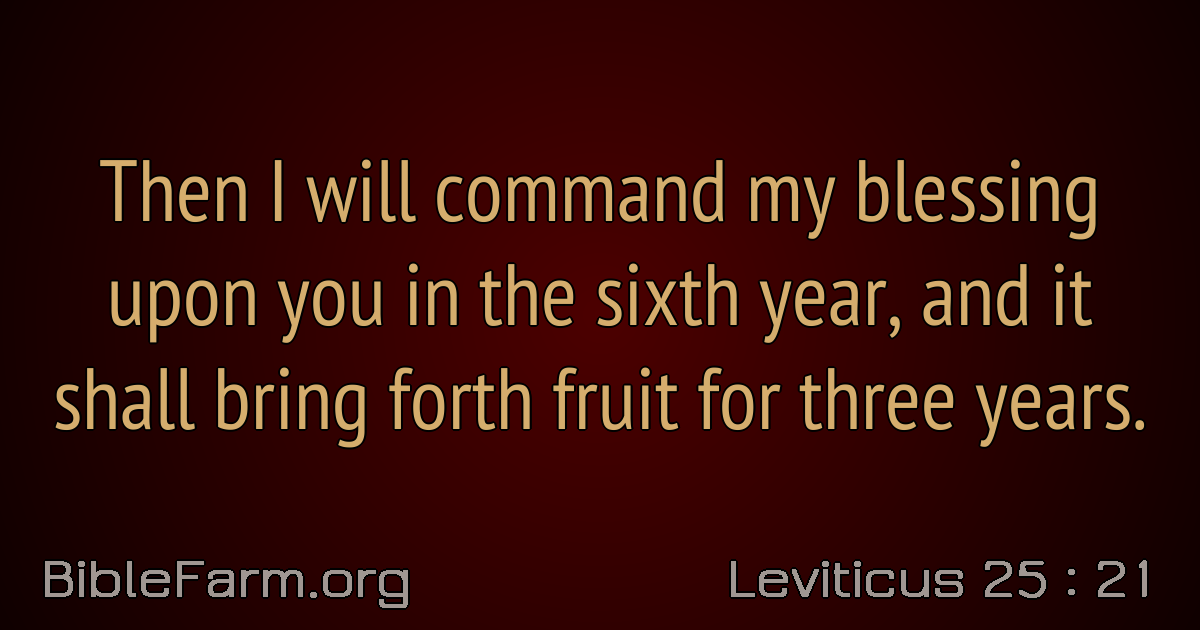 Then I will command my blessing
upon you in the sixth year, and it
shall bring forth fruit for three years.
BibleFarm.org
Leviticus 25 : 21